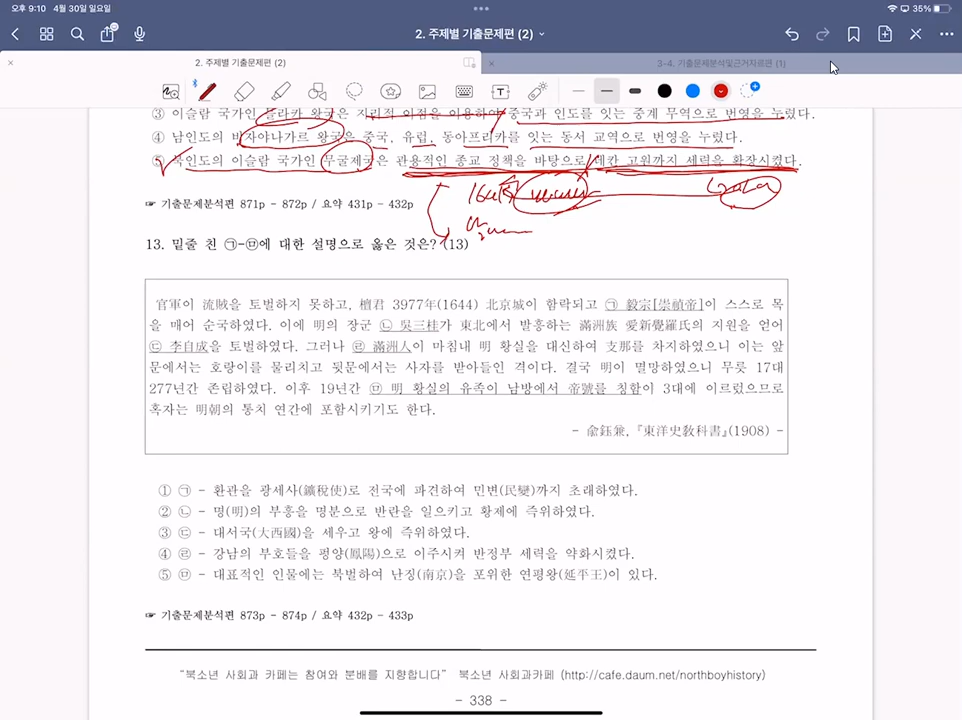 오후 9:10 4월 30일 일요일
35%
2. 주제별 기출문제편 (2)
2. 주제별 기출문제편 (2)
3-4. 기출문제분석및근거자료편 (1)
③ 이슬람 국가인 믈라카 왕국은 지리적 이점을 이용하여 중국과 인도를 잇는 중계 무역으로 번영을 누렸다.
④ 남인도의 비자야나가르 왕국은 중국, 유럽, 동아프리카를 잇는 동서 교역으로 번영을 누렸다.
⑤ 북인도의 이슬람 국가인 무굴제국은 관용적인 종교 정책을 바탕으로 데칸 고원까지 세력을 확장시켰다.
☞ 기출문제분석편 871p - 872p / 요약 431p - 432p
13. 밑줄 친 ㉠-㉤에 대한 설명으로 옳은 것은? (13)
官軍이 流賊을 토벌하지 못하고, 檀君 3977年(1644) 北京城이 함락되고 ㉠ 毅宗[崇禎帝]이 스스로 목
을 매어 순국하였다. 이에 明의 장군 ㉡ 吳三桂가 東北에서 발흥하는 滿洲族 愛新覺羅氏의 지원을 얻어
㉢ 李自成을 토벌하였다. 그러나 ㉣ 滿洲人이 마침내 明 황실을 대신하여 支那를 차지하였으니 이는 앞
문에서는 호랑이를 물리치고 뒷문에서는 사자를 받아들인 격이다. 결국 明이 멸망하였으니 무릇 17대
277년간 존립하였다. 이후 19년간 ㉤ 明 황실의 유족이 남방에서 帝號를 칭함이 3대에 이르렀으므로
혹자는 明朝의 통치 연간에 포함시키기도 한다.
- 兪鈺兼, 『東洋史敎科書』(1908) -
① ㉠ - 환관을 광세사(鑛稅使)로 전국에 파견하여 민변(民變)까지 초래하였다.
② ㉡ - 명(明)의 부흥을 명분으로 반란을 일으키고 황제에 즉위하였다.
③ ㉢ - 대서국(大西國)을 세우고 왕에 즉위하였다.
④ ㉣ - 강남의 부호들을 펑양(鳳陽)으로 이주시켜 반정부 세력을 약화시켰다.
⑤ ㉤ - 대표적인 인물에는 북벌하여 난징(南京)을 포위한 연평왕(延平王)이 있다.
☞ 기출문제분석편 873p - 874p / 요약 432p - 433p
“북소년 사회과 카페는 참여와 분배를 지향합니다” 북소년 사회과카페 (http://cafe.daum.net/northboyhistory)
- 338 -